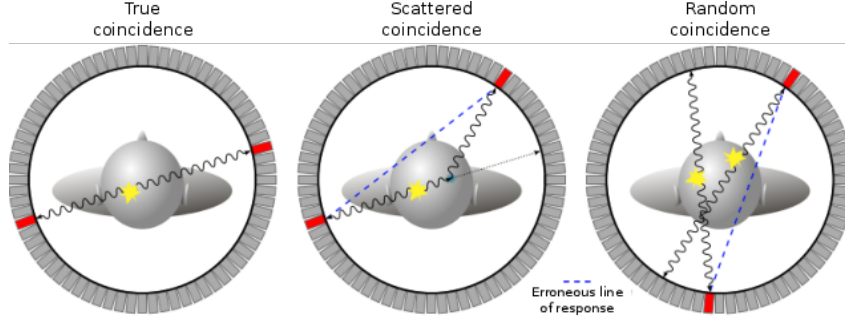 True
coincidence
Scattered
coincidence
Random
coincidence
Erroneous line
of response